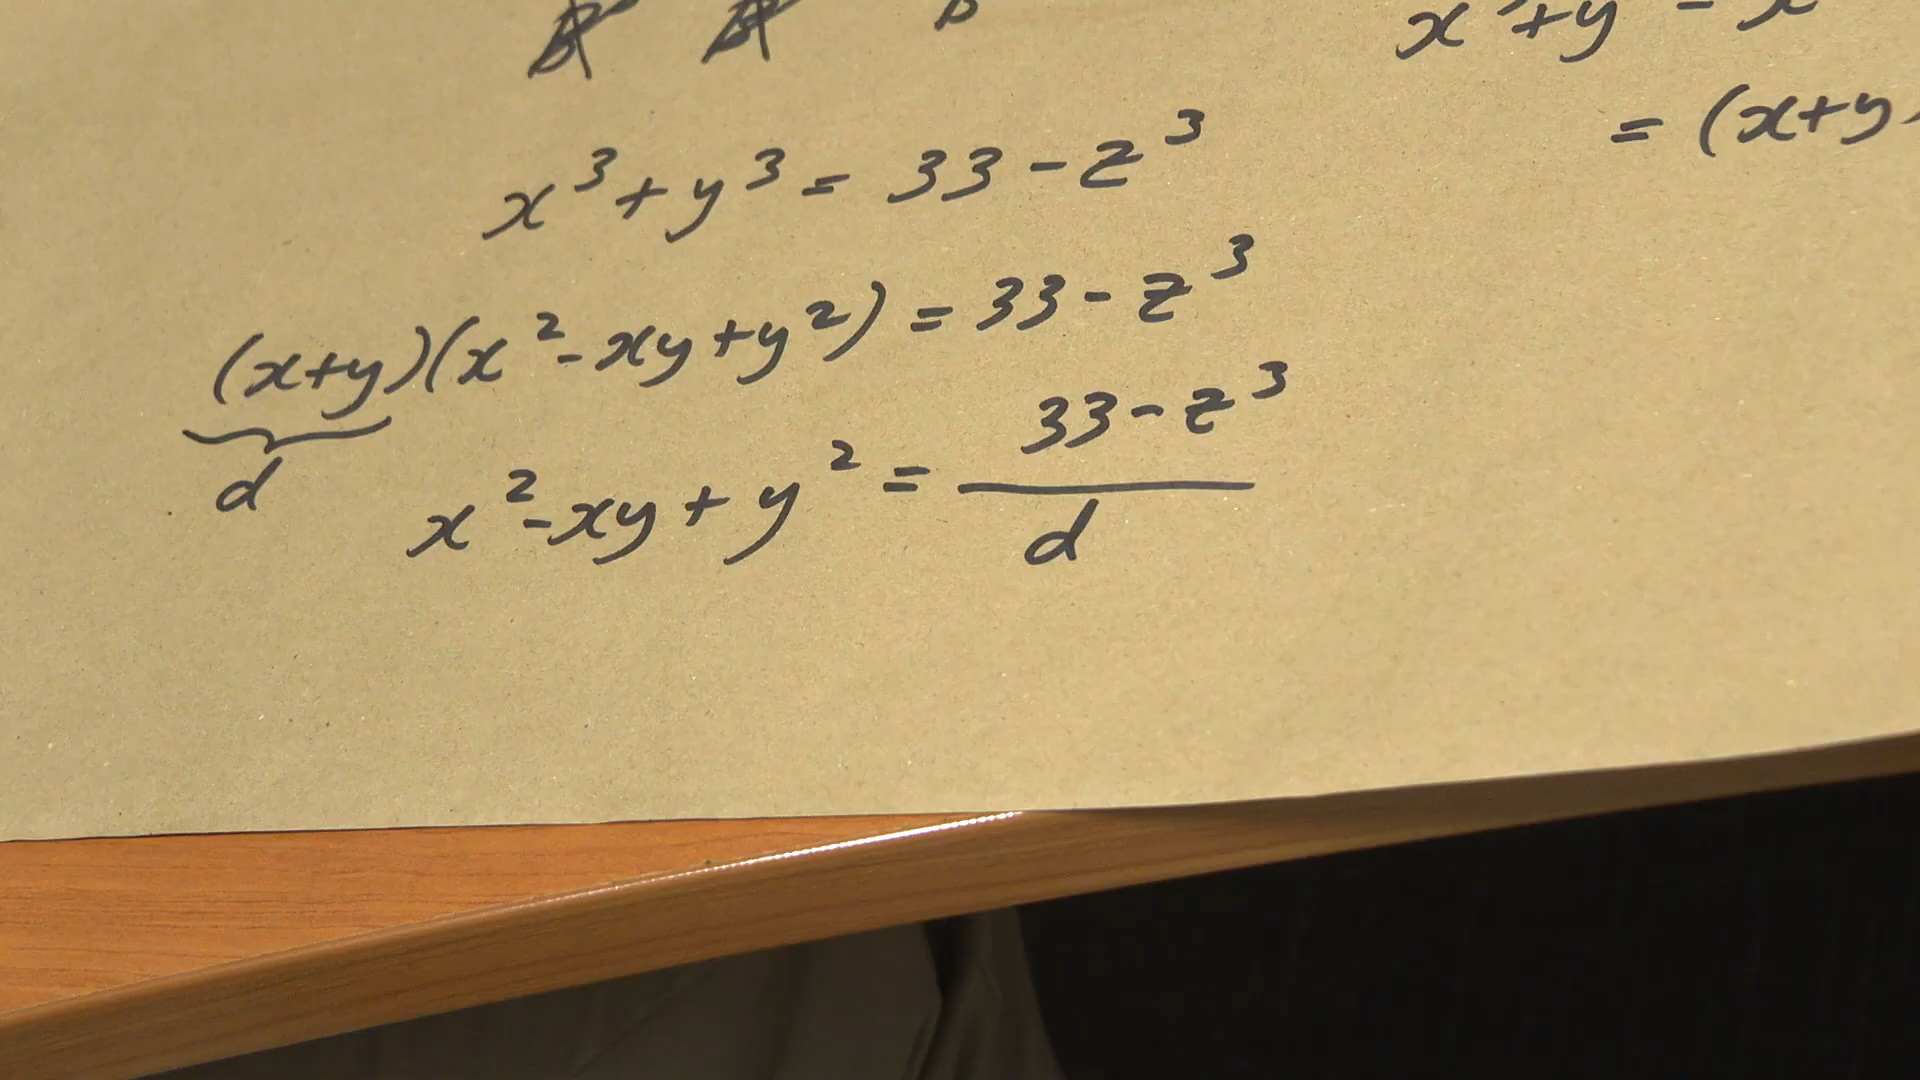 x³+y³ = 33-z³
(x+y)(x²-xy+y²) = 33-z³
d
x²-xy+y² = 33-z³
d
= (x+y